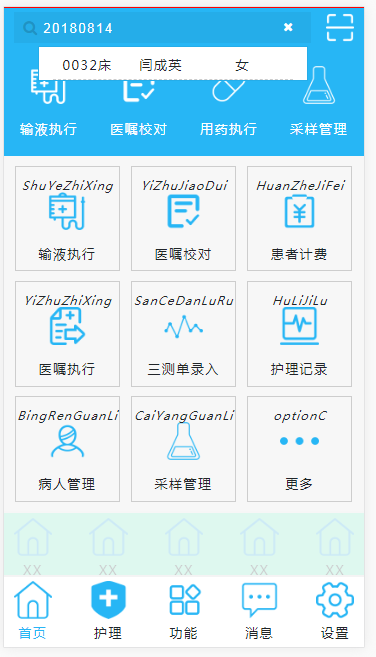 20180814
0032床 闫成英 女
输液执行 医嘱校对 用药执行 采样管理
ShuYeZhiXing YiZhuJiaoDui HuanZheJiFei
输液执行 医嘱校对 患者计费
YiZhuZhiXing SanCeDanLuRu HuLiJiLu
医嘱执行 三测单录入 护理记录
BingRenGuanLi CaiYangGuanLi optionC
病人管理 采样管理 更多
XX XX XX XX XX
首页 护理 功能 消息 设置